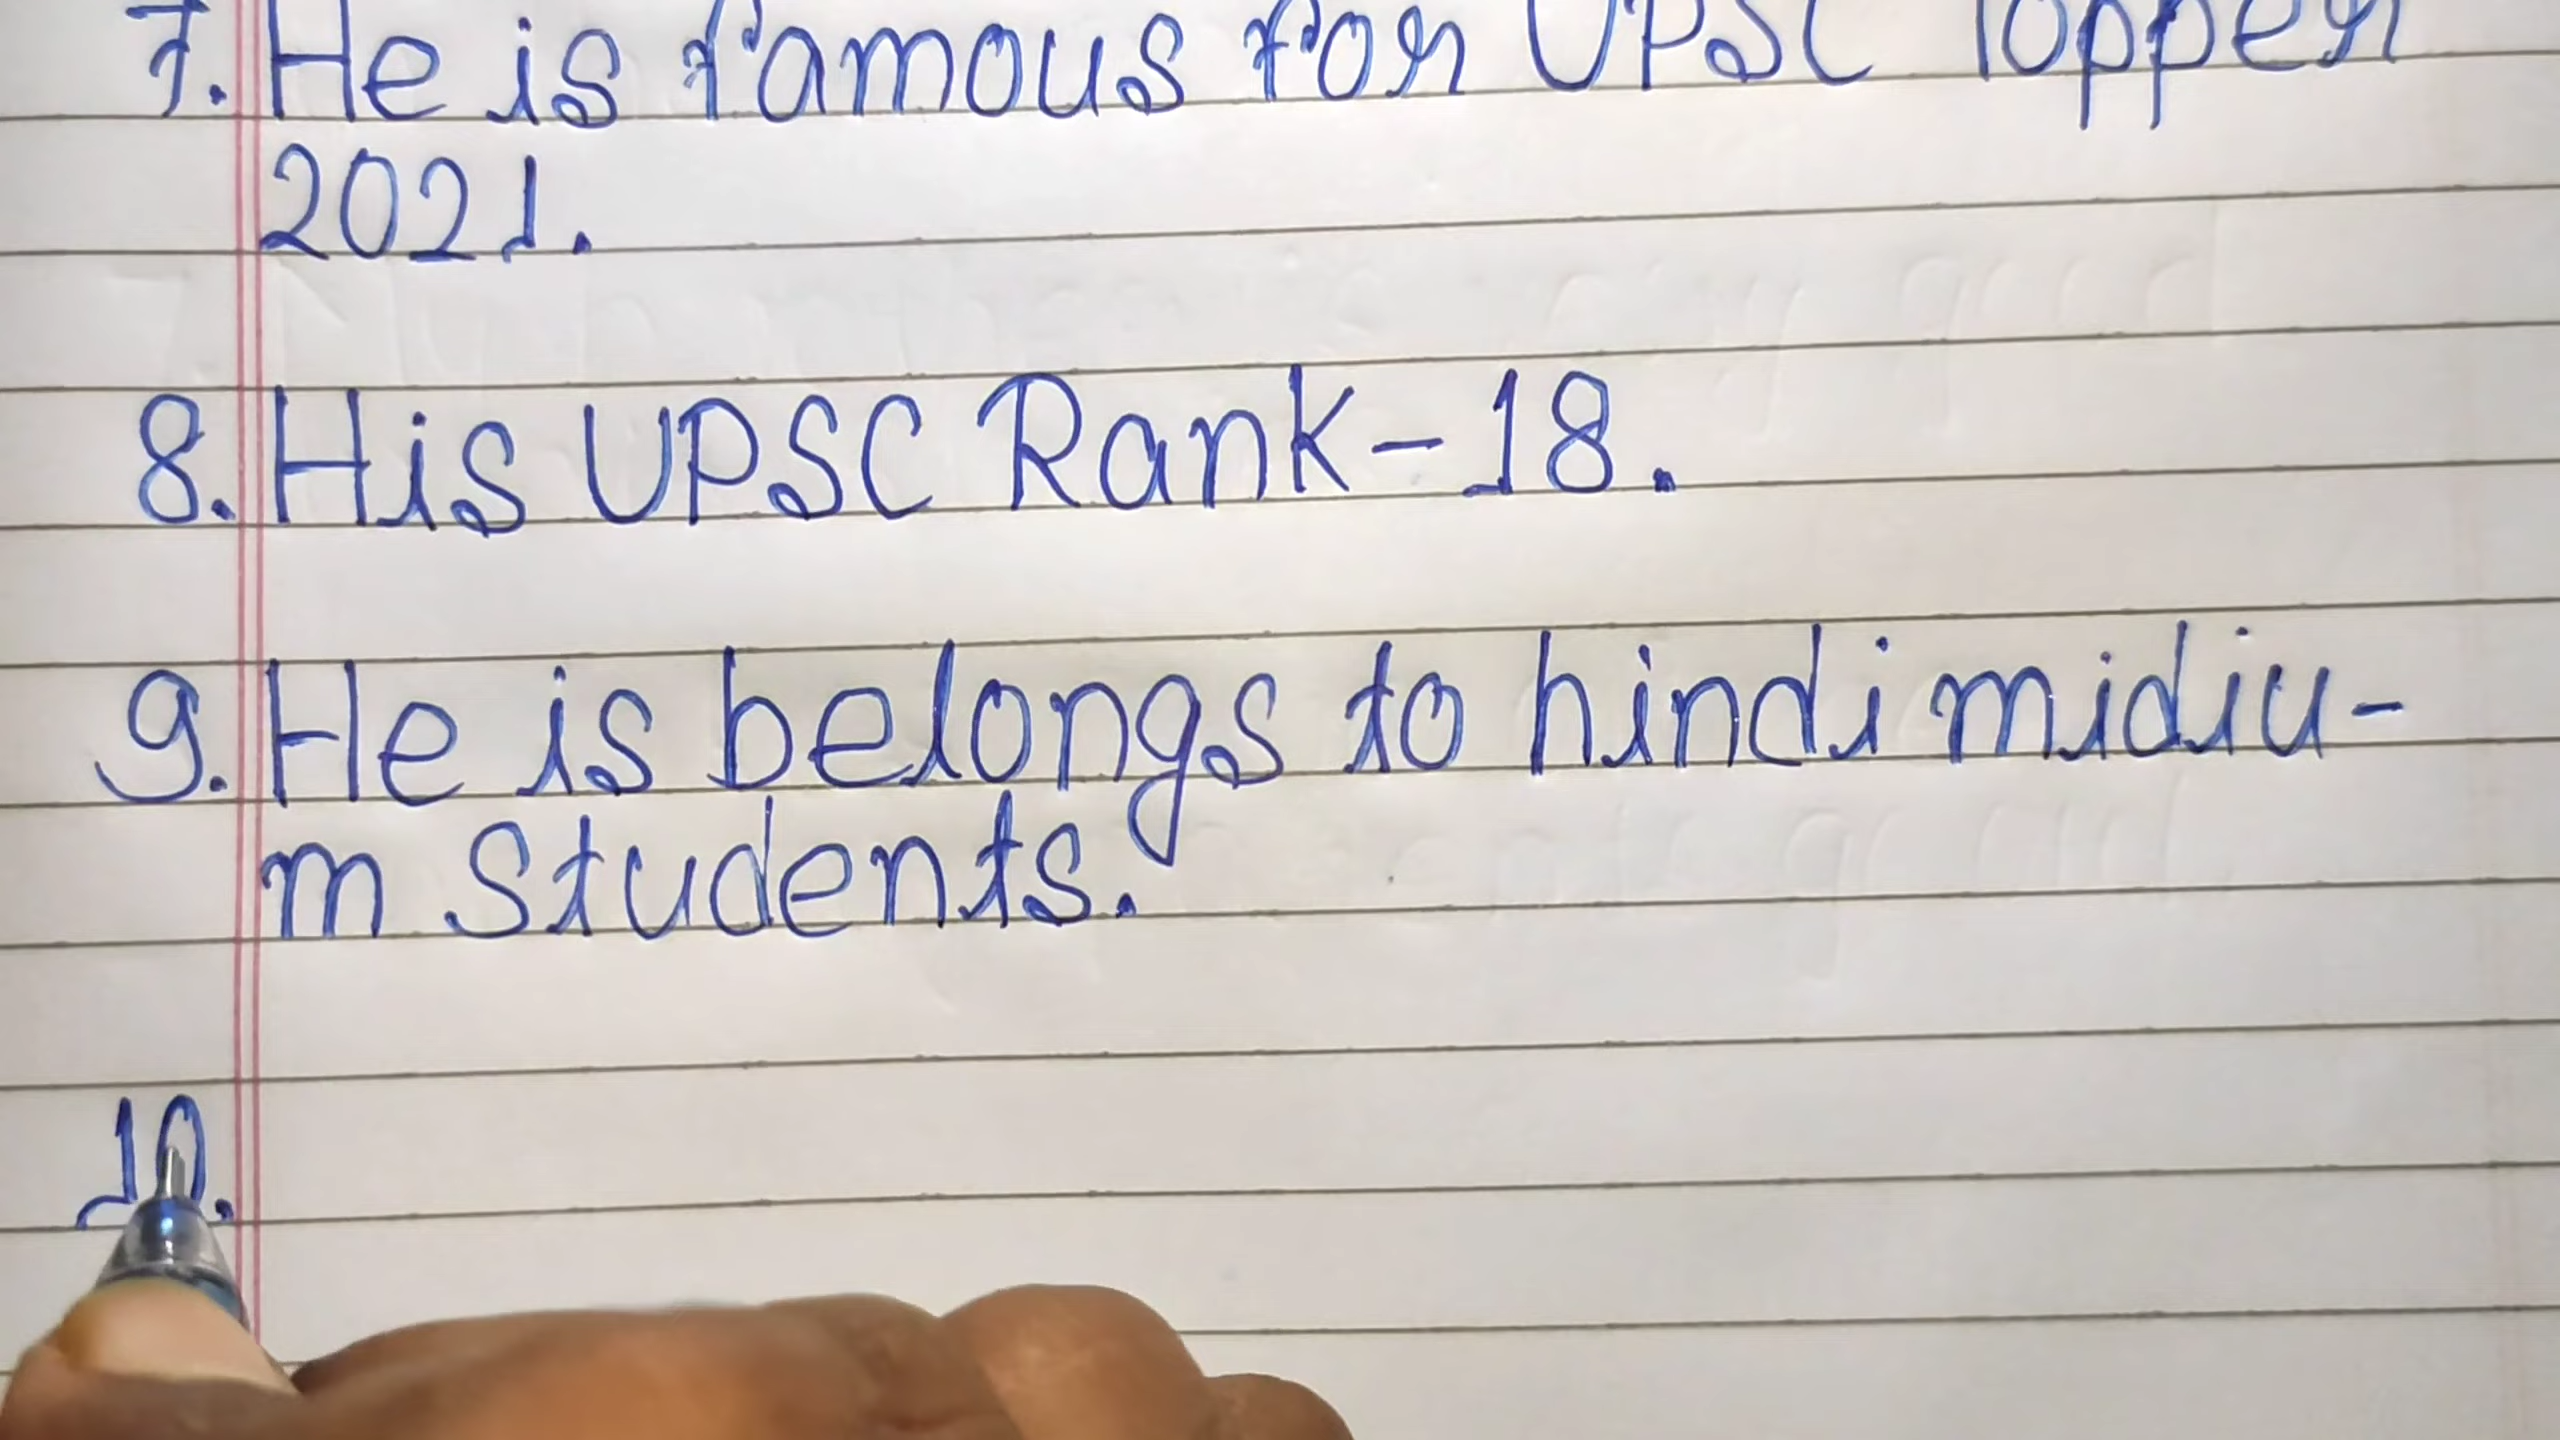 7. He is famous for UPSC Topper
2021.
8. His UPSC Rank-18.
9. He is belongs to hindi midiu-
m Students.
10.